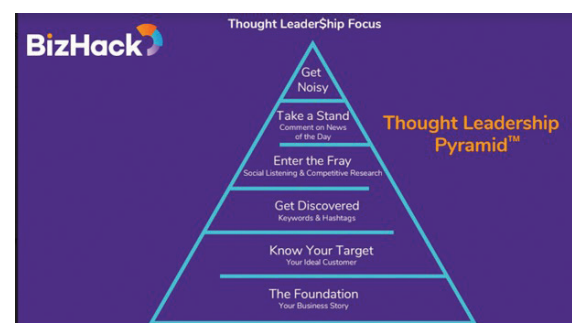 Thought Leader$hip Focus
BizHack
Get
Noisy
Take a Stand
Comment on News
of the Day
Thought Leadership
Pyramid™
Enter the Fray
Social Listening & Competitive Research
Get Discovered
Keywords & Hashtags
Know Your Target
Your Ideal Customer
The Foundation
Your Business Story